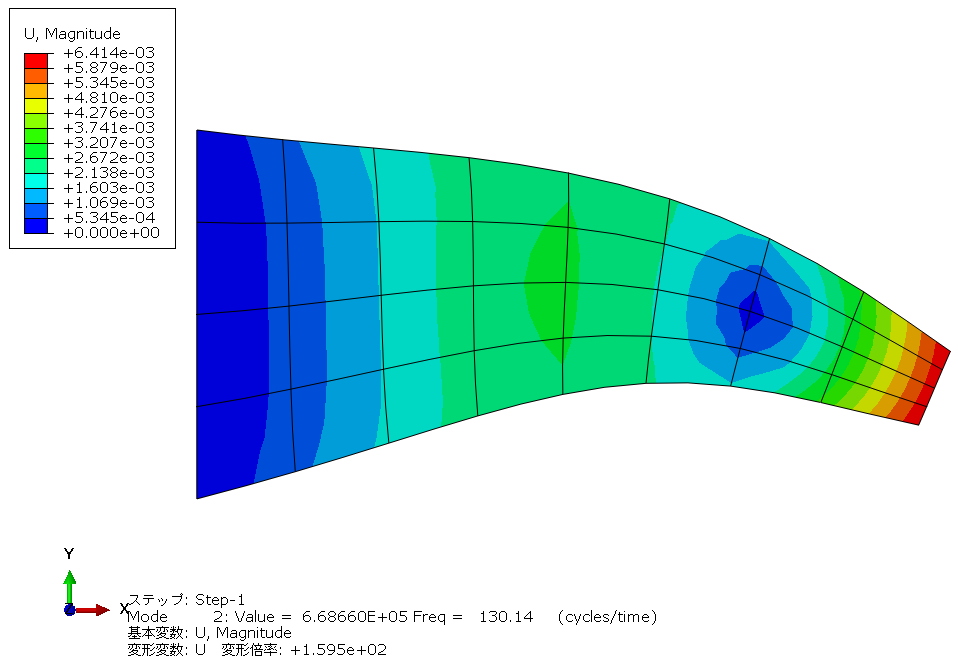 U, Magnitude
+6.414e-03
+5.879e-03
+5.345e-03
+4.810e-03
+4.276e-03
+3.741e-03
+3.207e-03
+2.672e-03
+2.138e-03
+1.603e-03
+1.069e-03
+5.345e-04
+0.000e+00
Y
X
ステップ: Step-1
Mode 2: Value = 6.68660E+05 Freq = 130.14 (cycles/time)
基本変数: U, Magnitude
変形変数: U 変形倍率: +1.595e+02